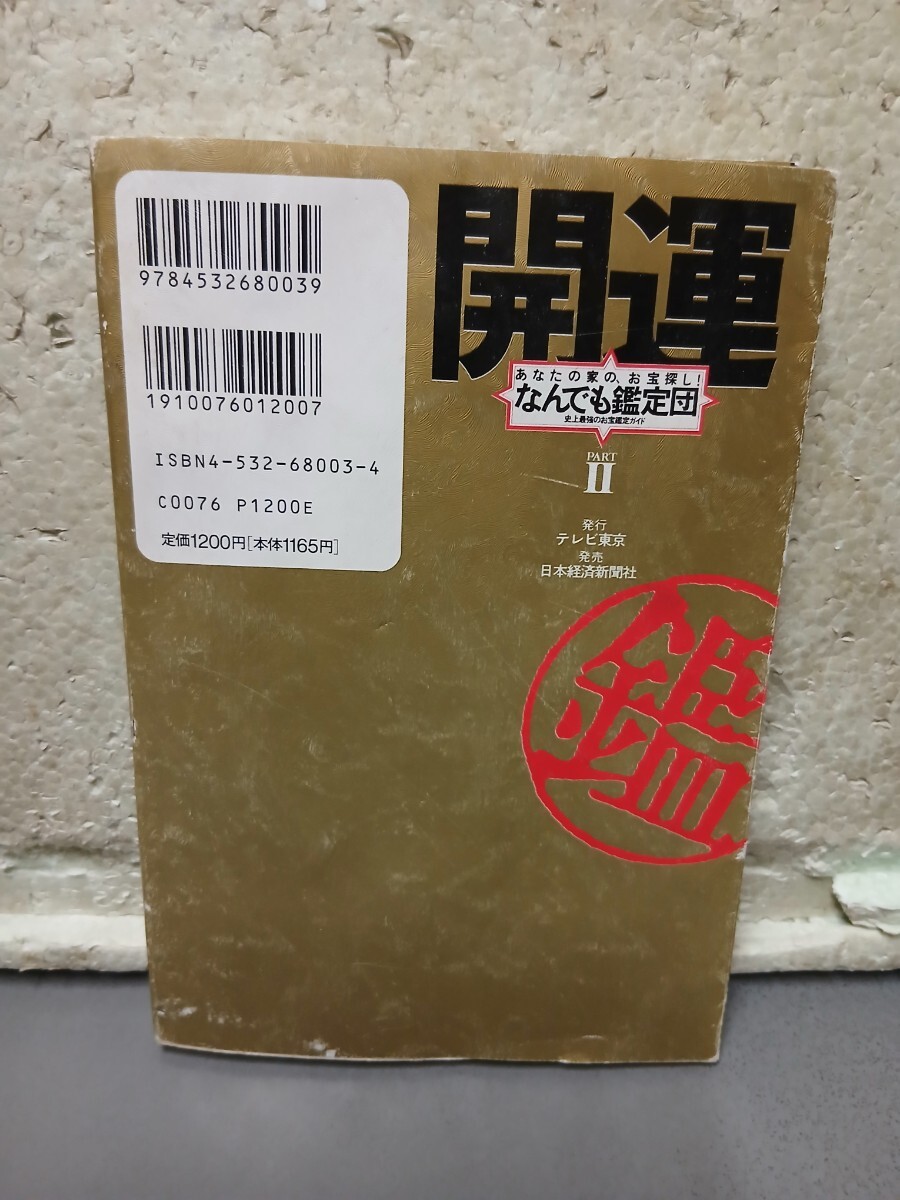 9784532680039
1910076012007
ISBN4-532-68003-4
C0076 P1200E
定価1200円[本体1165円]
開運
あなたの家の、お宝探し!
なんでも鑑定団
史上最強のお宝鑑定ガイド
PART
II
発行
テレビ東京
発売
日本経済新聞社
鑑